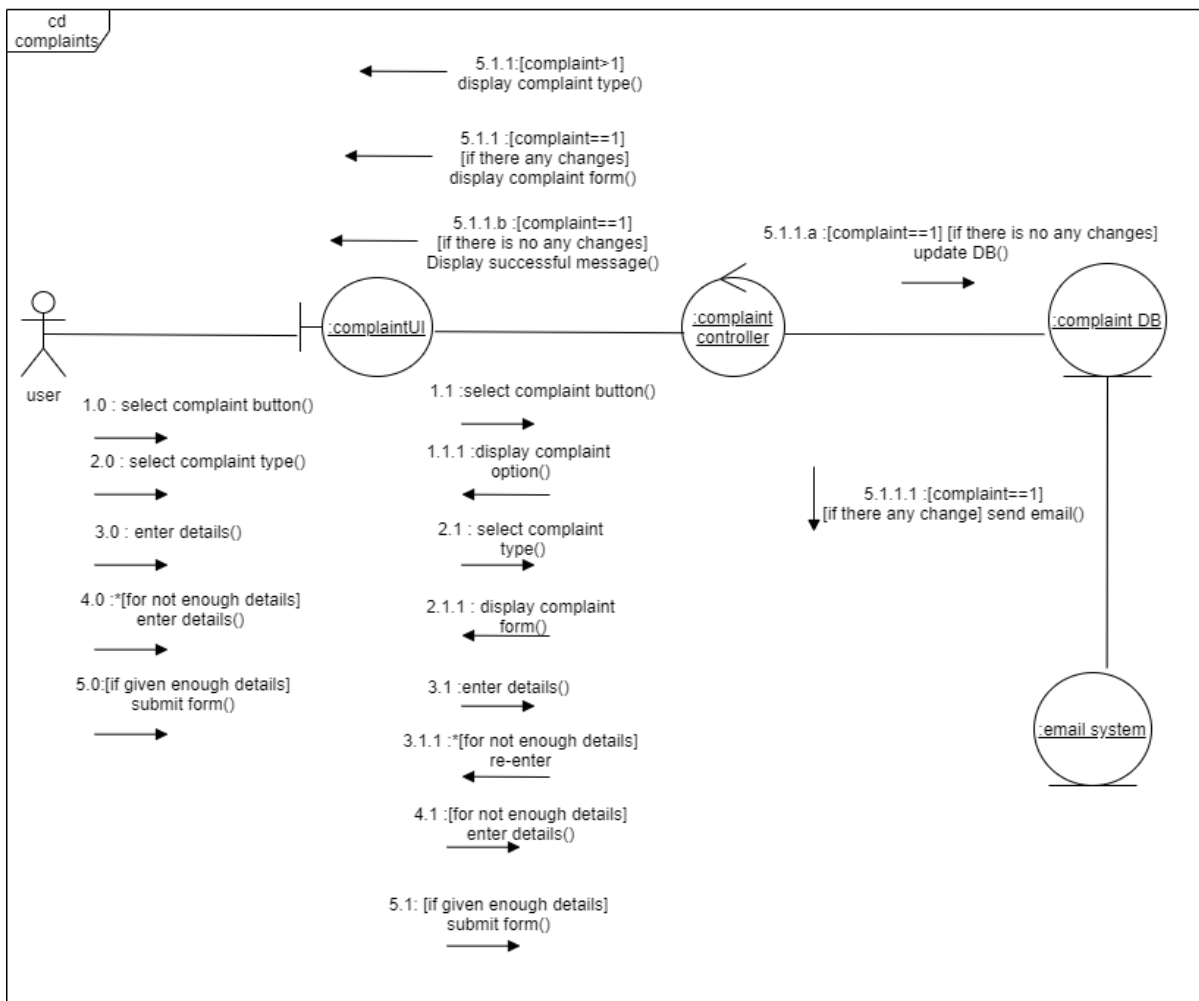 cd
complaints
5.1.1:[complaint>1]
display complaint type()
5.1.1 :[complaint==1]
[if there any changes]
display complaint form()
5.1.1.b :[complaint==1]
[if there is no any changes]
Display successful message()
5.1.1.a :[complaint==1] [if there is no any changes]
update DB()
user
:complaintUI
:complaint
controller
:complaint DB
1.0 : select complaint button()
2.0 : select complaint type()
3.0 : enter details()
4.0 :*[for not enough details]
enter details()
5.0:[if given enough details]
submit form()
1.1 :select complaint button()
1.1.1 :display complaint
option()
2.1 : select complaint
type()
2.1.1 : display complaint
form()
3.1 :enter details()
3.1.1 :*[for not enough details]
re-enter
4.1 :[for not enough details]
enter details()
5.1: [if given enough details]
submit form()
5.1.1.1 :[complaint==1]
[if there any change] send email()
:email system